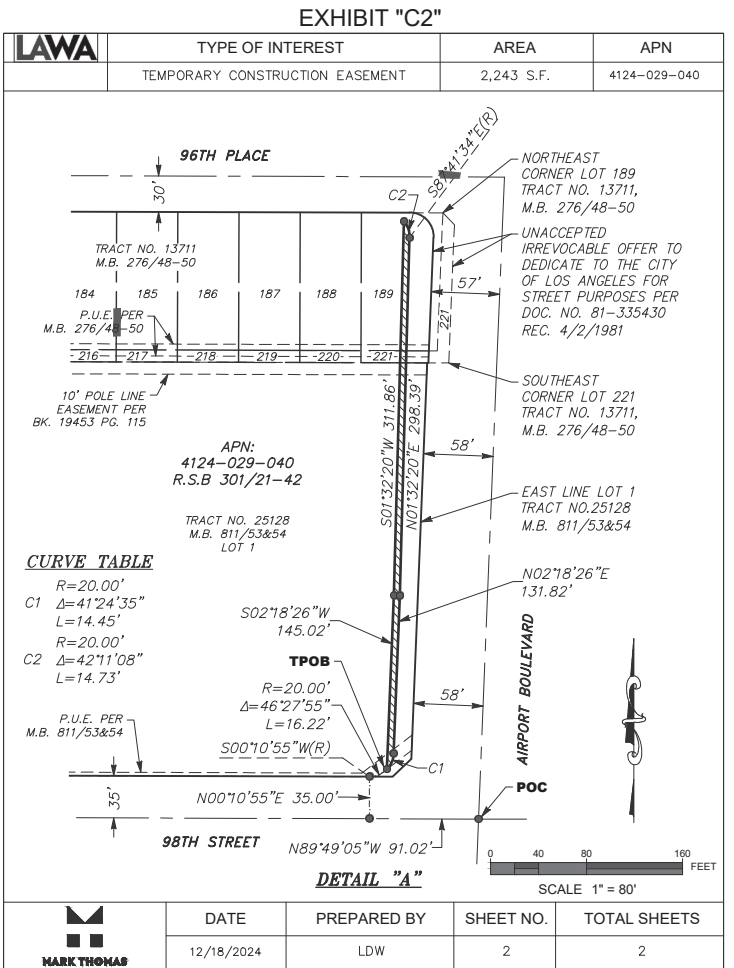 EXHIBIT "C2"
LAWA
TYPE OF INTEREST
AREA
APN
TEMPORARY CONSTRUCTION EASEMENT
2,243 S.F.
4124-029-040
96TH PLACE
30'
C2
NORTHEAST
CORNER LOT 189
TRACT NO. 13711,
M.B. 276/48-50
UNACCEPTED
IRREVOCABLE OFFER TO
DEDICATE TO THE CITY
OF LOS ANGELES FOR
STREET PURPOSES PER
DOC. NO. 81-335430
REC. 4/2/1981
TRACT NO. 13711
M.B. 276/48-50
57'
184
185
186
187
188
189
221
P.U.E. PER
M.B. 276/48-50
216
217
218
219
220
221
10' POLE LINE
EASEMENT PER
BK. 19453 PG. 115
SOUTHEAST
CORNER LOT 221
TRACT NO. 13711,
M.B. 276/48-50
S01°32'20"W 311.86'
N01°32'20"E 298.39'
58'
APN:
4124-029-040
R.S.B 301/21-42
TRACT NO. 25128
M.B. 811/53&54
LOT 1
EAST LINE LOT 1
TRACT NO.25128
M.B. 811/53&54
CURVE TABLE
R=20.00'
C1 Δ=41°24'35"
L=14.45'
R=20.00'
C2 Δ=42°11'08"
L=14.73'
N02°18'26"E
131.82'
S02°18'26"W
145.02'
TPOB
R=20.00'
Δ=46°27'55"
L=16.22'
58'
AIRPORT BOULEVARD
P.U.E. PER
M.B. 811/53&54
S00°10'55"W(R)
C1
35'
N00°10'55"E 35.00'
POC
98TH STREET
N89°49'05"W 91.02'
0 40 80 160
FEET
SCALE 1" = 80'
DETAIL "A"
MARK THOMAS
DATE
PREPARED BY
SHEET NO.
TOTAL SHEETS
12/18/2024
LDW
2
2